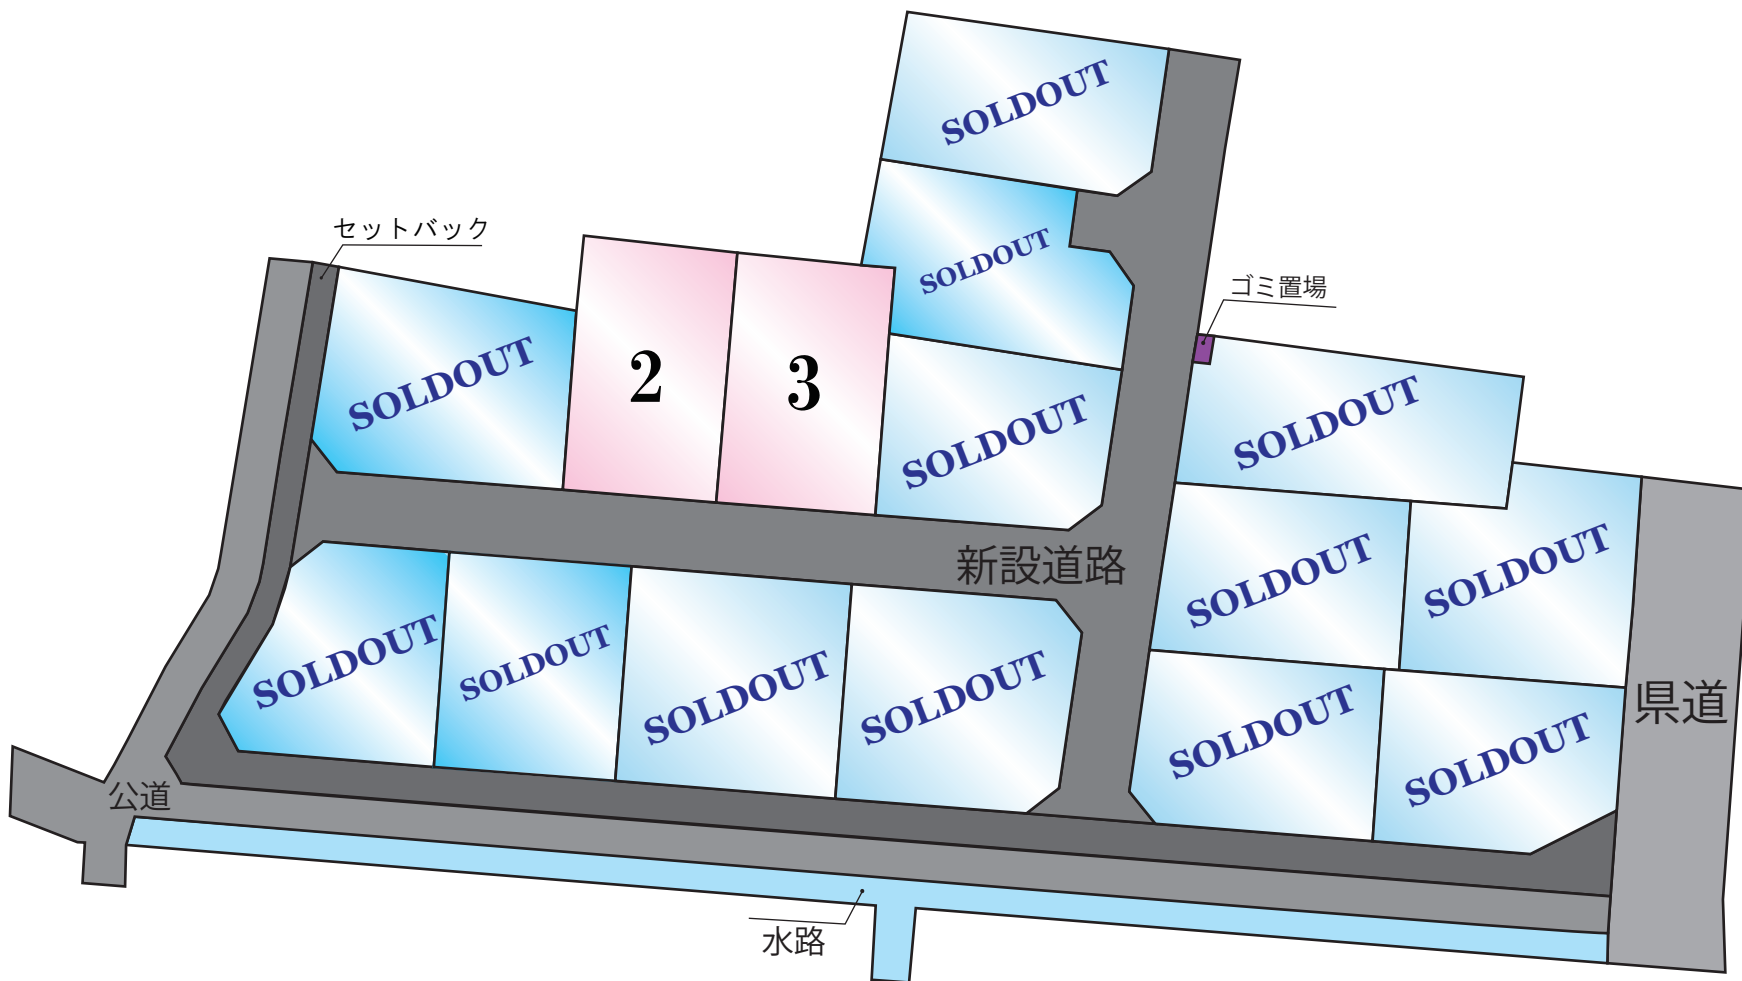 SOLDOUT
セットバック
SOLDOUT
ゴミ置場
SOLDOUT
2
3
SOLDOUT
SOLDOUT
新設道路
SOLDOUT
SOLDOUT
SOLDOUT
SOLDOUT
SOLDOUT
SOLDOUT
県道
SOLDOUT
SOLDOUT
公道
水路